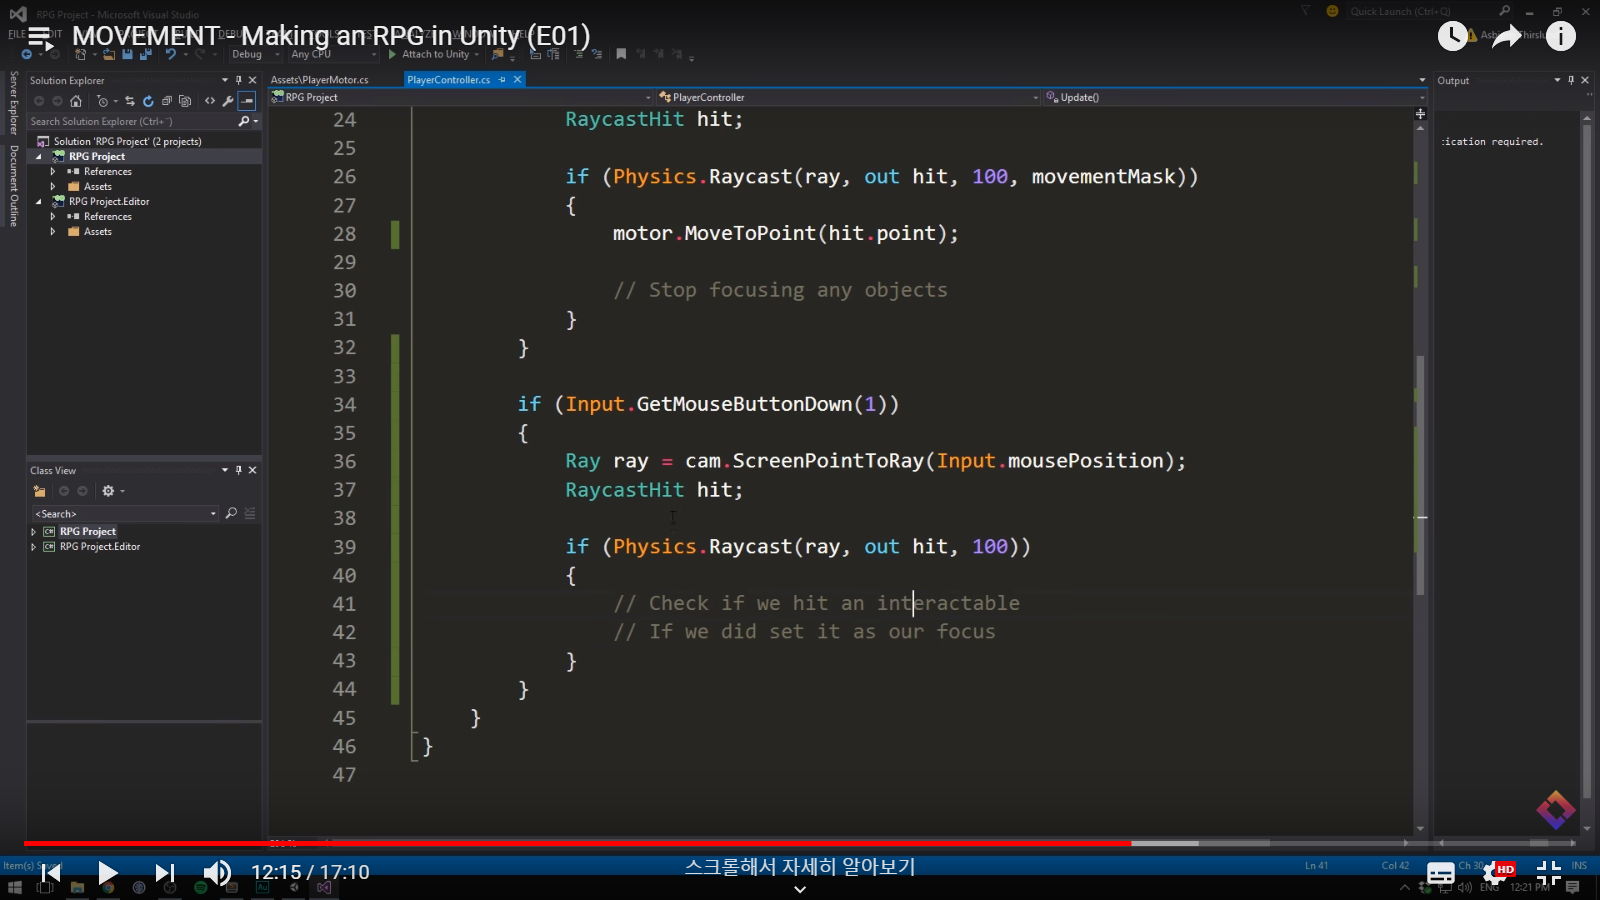 RPG Project - Microsoft Visual Studio
Quick Launch (Ctrl+Q)
MOVEMENT - Making an RPG in Unity (E01)
FILE
Debug
Any CPU
Attach to Unity
Server Explorer
Document Outline
Solution Explorer
Search Solution Explorer (Ctrl+¨)
Solution 'RPG Project' (2 projects)
RPG Project
References
Assets
RPG Project.Editor
References
Assets
Class View
<Search>
RPG Project
RPG Project.Editor
Assets\PlayerMotor.cs
PlayerController.cs
RPG Project
PlayerController
Update()
24 RaycastHit hit;
25
26 if (Physics.Raycast(ray, out hit, 100, movementMask))
27 {
28 motor.MoveToPoint(hit.point);
29
30 // Stop focusing any objects
31 }
32 }
33
34 if (Input.GetMouseButtonDown(1))
35 {
36 Ray ray = cam.ScreenPointToRay(Input.mousePosition);
37 RaycastHit hit;
38
39 if (Physics.Raycast(ray, out hit, 100))
40 {
41 // Check if we hit an interactable
42 // If we did set it as our focus
43 }
44 }
45 }
46 }
47
Output
:ication required.
Item(s)
Ln 41
Col 42
Ch 30
INS
12:15 / 17:10
스크롤해서 자세히 알아보기
HD
ENG
12:21 PM